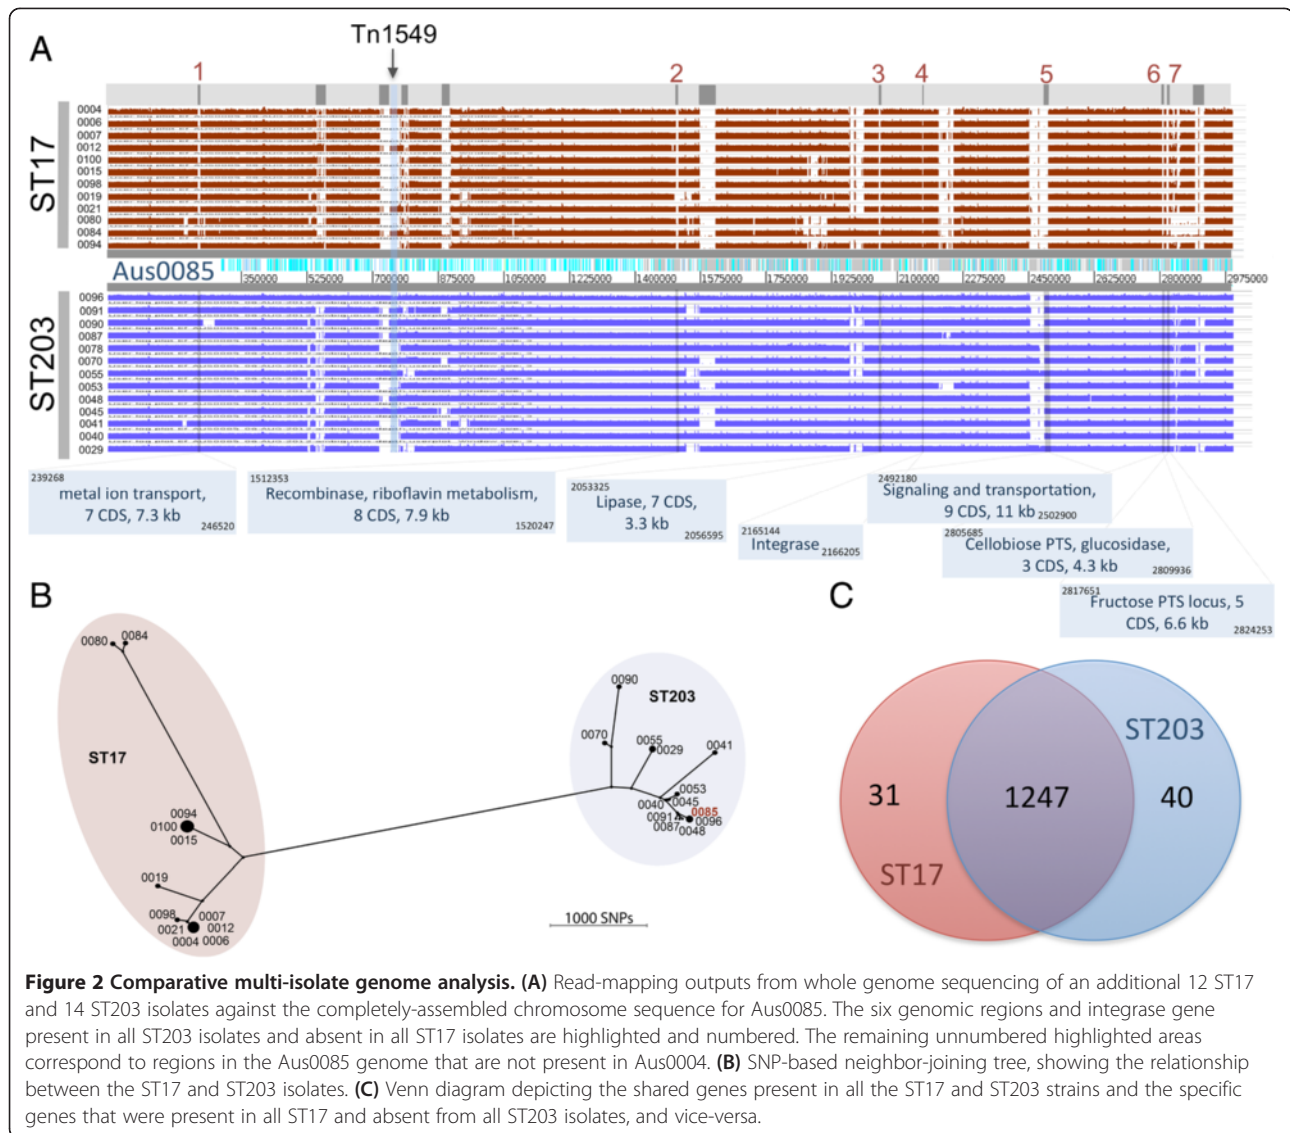 A
Tn1549
1 2 3 4 5 6 7
ST17
0004
0006
0007
0012
0100
0015
0098
0019
0021
0080
0084
0094
Aus0085
350000 525000 700000 875000 1050000 1225000 1400000 1575000 1750000 1925000 2100000 2275000 2450000 2625000 2800000 2975000
ST203
0096
0091
0090
0087
0078
0070
0055
0053
0048
0045
0041
0040
0029
239268
metal ion transport,
7 CDS, 7.3 kb
246520
1512353
Recombinase, riboflavin metabolism,
8 CDS, 7.9 kb
1520247
2053325
Lipase, 7 CDS,
3.3 kb
2056595
2165144
Integrase
2166205
2492180
Signaling and transportation,
9 CDS, 11 kb 2502900
2805685
Cellobiose PTS, glucosidase,
3 CDS, 4.3 kb
2809936
2817651
Fructose PTS locus, 5
CDS, 6.6 kb
2824253
B
0080 0084
ST17
0094
0100
0015
0019
0098
0007
0021
0012
0004 0006
0090
ST203
0070
0055
0029
0041
0053
0040 0045
0085
0091
0096
0087
0048
1000 SNPs
C
ST203
31
1247
40
ST17
Figure 2 Comparative multi-isolate genome analysis. (A) Read-mapping outputs from whole genome sequencing of an additional 12 ST17
and 14 ST203 isolates against the completely-assembled chromosome sequence for Aus0085. The six genomic regions and integrase gene
present in all ST203 isolates and absent in all ST17 isolates are highlighted and numbered. The remaining unnumbered highlighted areas
correspond to regions in the Aus0085 genome that are not present in Aus0004. (B) SNP-based neighbor-joining tree, showing the relationship
between the ST17 and ST203 isolates. (C) Venn diagram depicting the shared genes present in all the ST17 and ST203 strains and the specific
genes that were present in all ST17 and absent from all ST203 isolates, and vice-versa.